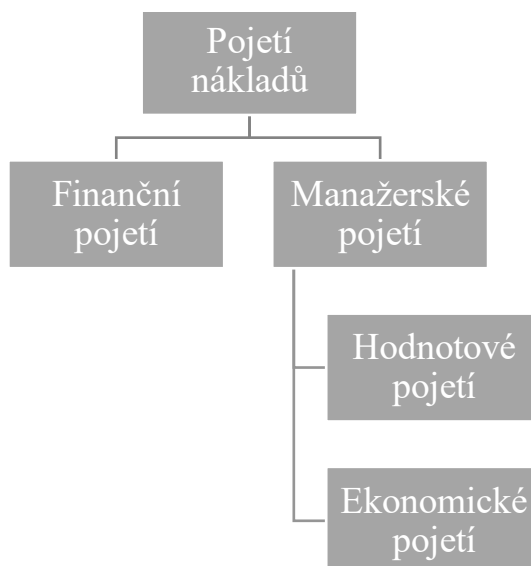 Pojetí
nákladů
Finanční
pojetí
Manažerské
pojetí
Hodnotové
pojetí
Ekonomické
pojetí